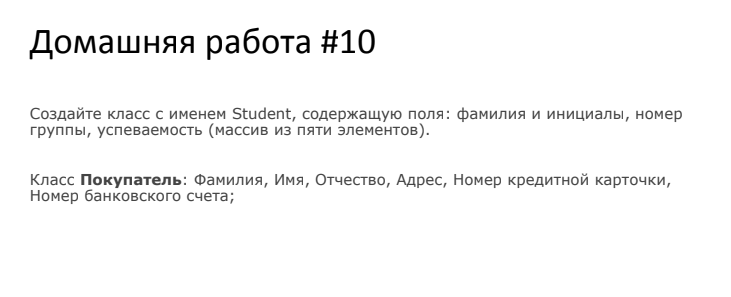 Домашняя работа #10
Создайте класс с именем Student, содержащую поля: фамилия и инициалы, номер
группы, успеваемость (массив из пяти элементов).
Класс Покупатель: Фамилия, Имя, Отчество, Адрес, Номер кредитной карточки,
Номер банковского счета;